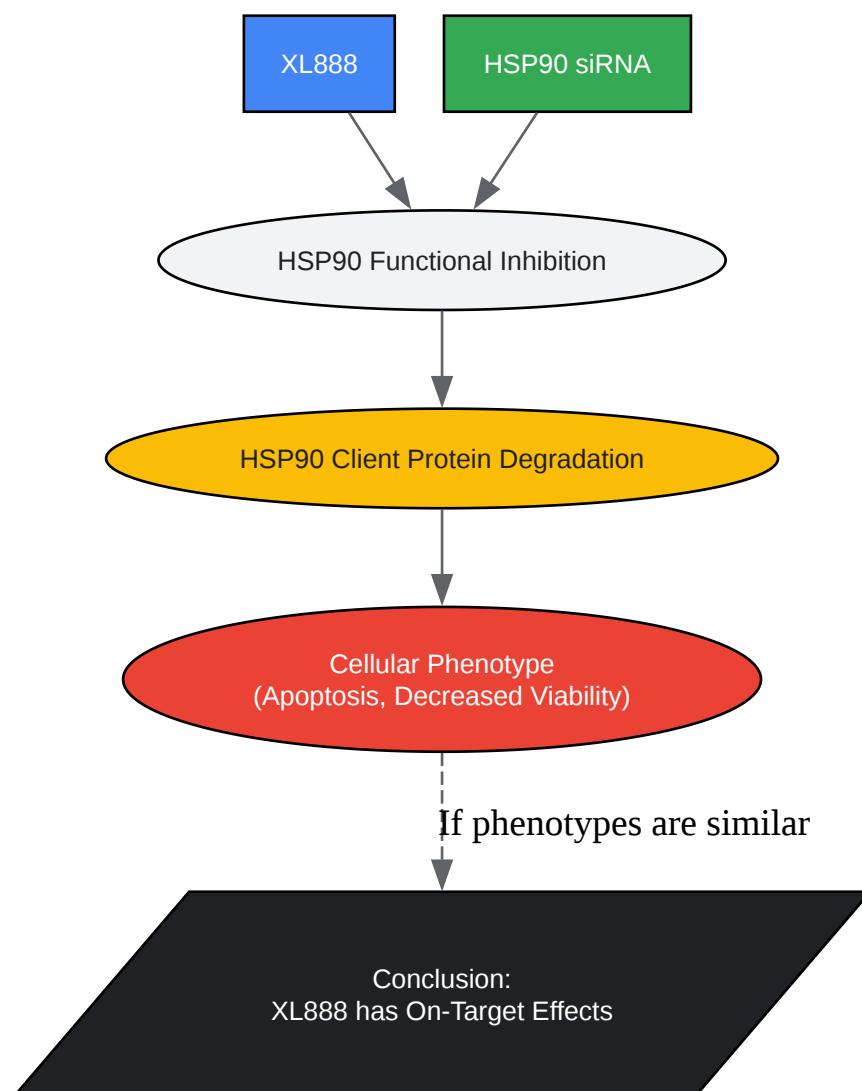 XL888
HSP90 siRNA
HSP90 Functional Inhibition
HSP90 Client Protein Degradation
Cellular Phenotype
(Apoptosis, Decreased Viability)
If phenotypes are similar
Conclusion:
XL888 has On-Target Effects